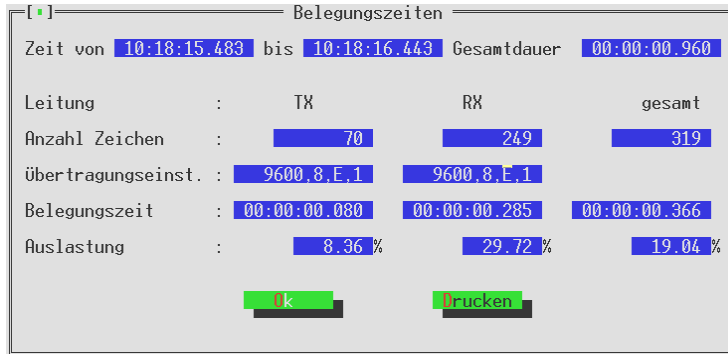 [▪] Belegungszeiten
Zeit von 10:18:15.483 bis 10:18:16.443 Gesamtdauer 00:00:00.960
Leitung : TX RX gesamt
Anzahl Zeichen : 70 249 319
Übertragungseinst. : 9600,8,E,1 9600,8,E,1
Belegungszeit : 00:00:00.080 00:00:00.285 00:00:00.366
Auslastung : 8.36 % 29.72 % 19.04 %
Ok Drucken